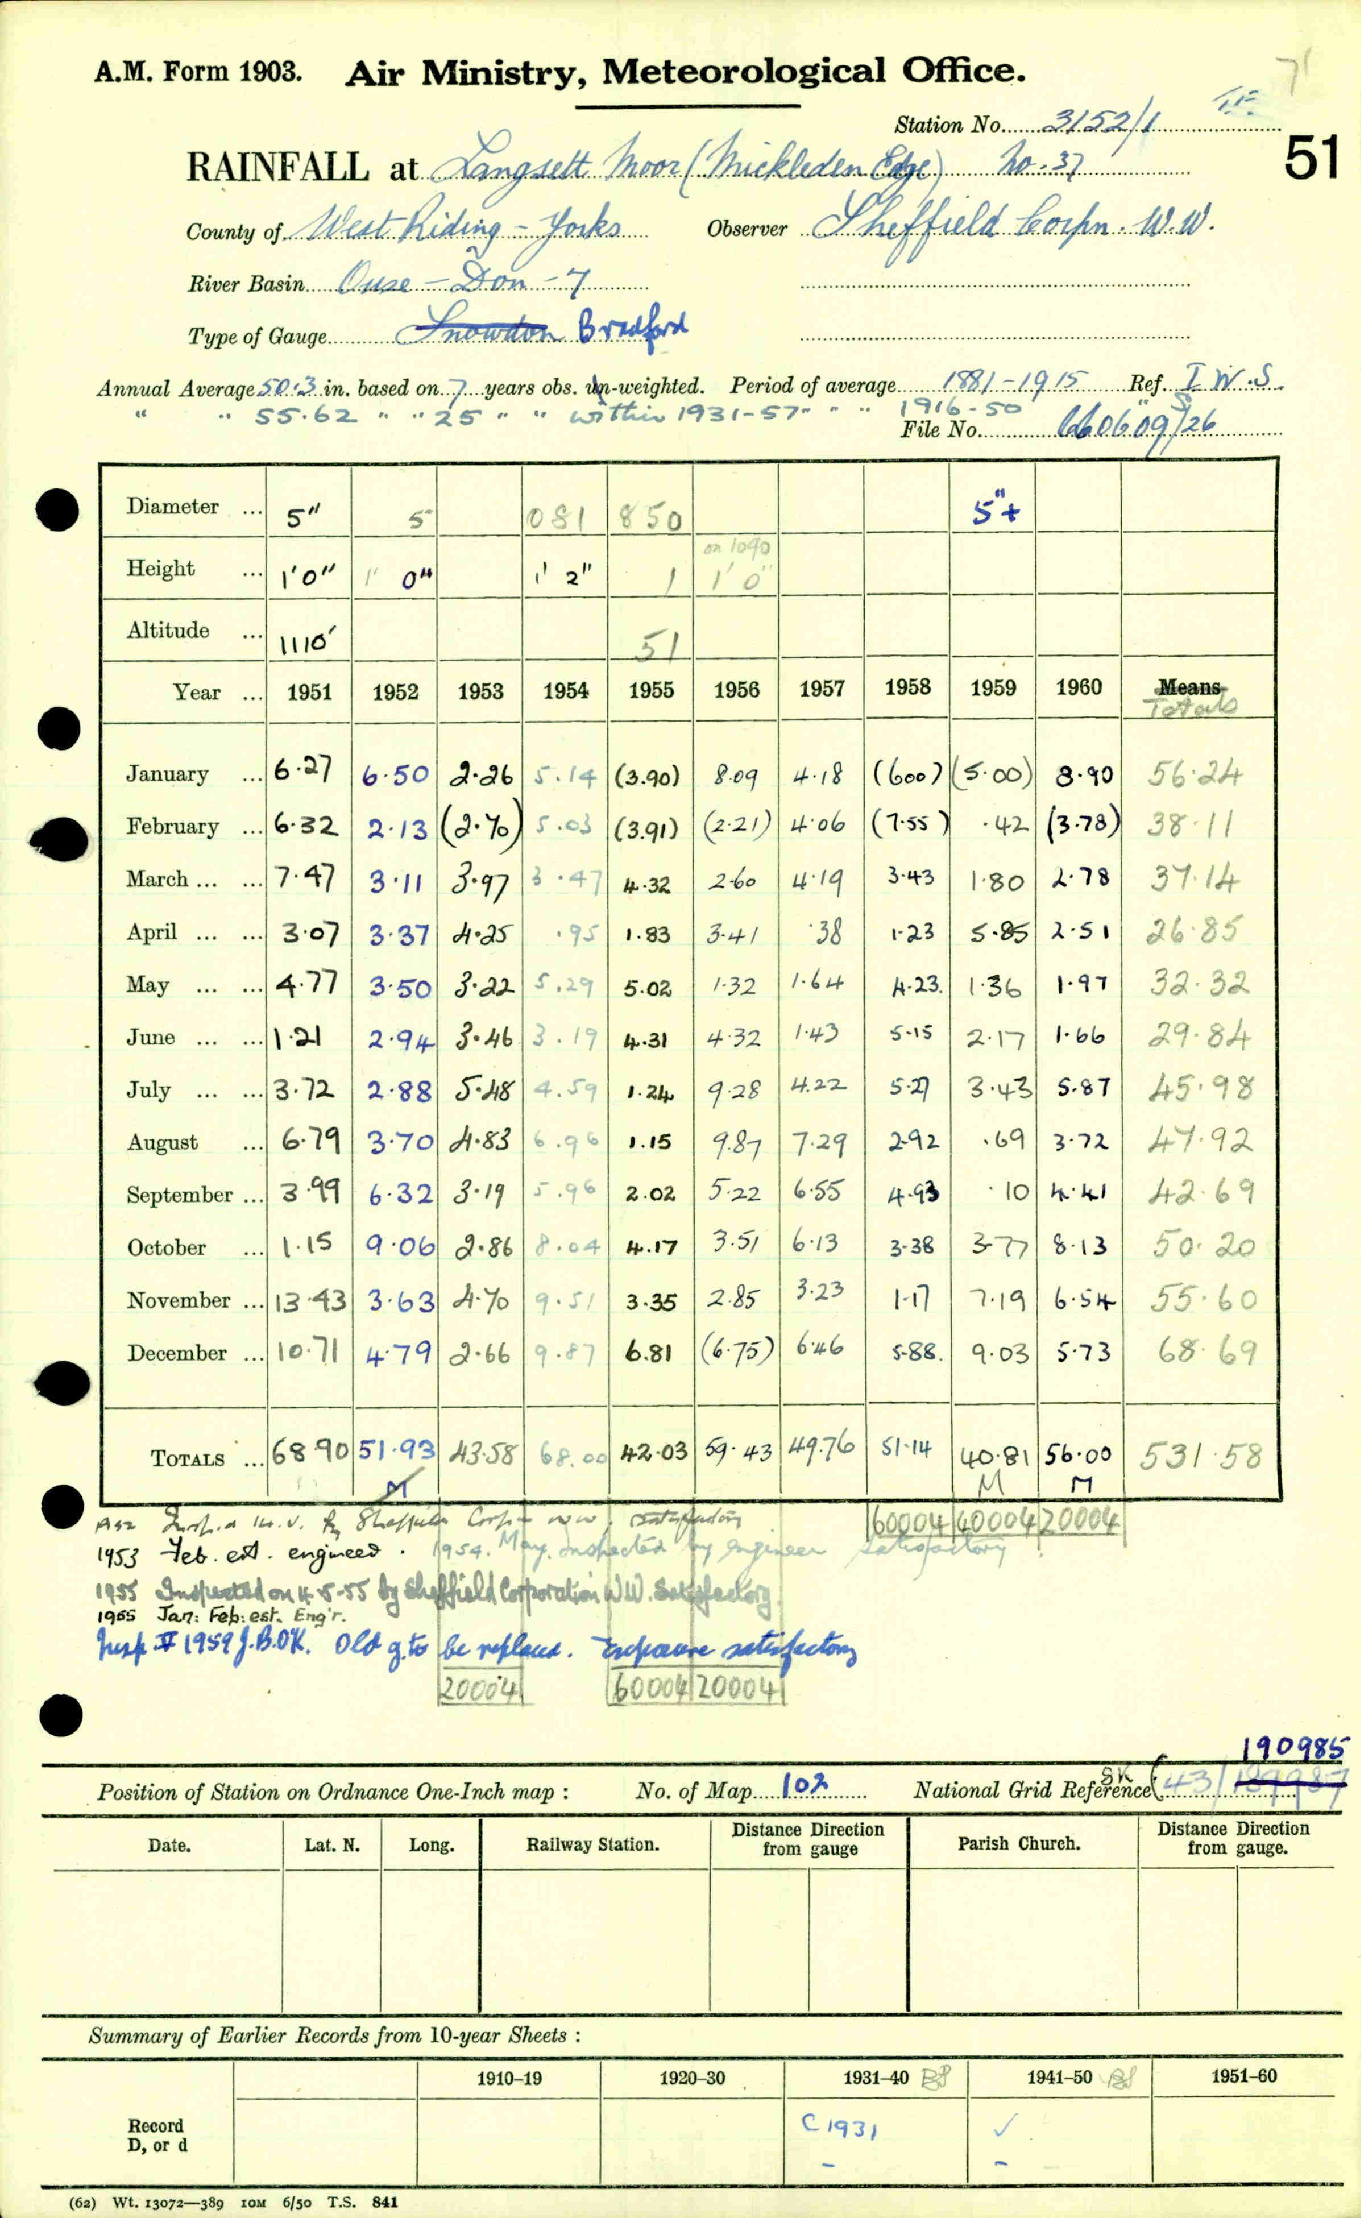 A.M. Form 1903. Air Ministry, Meteorological Office. 71
Station No. 3152/1
RAINFALL at Langsett Moor (Mickleden Edge) No. 37 51
County of West Riding - Yorks Observer Sheffield Corpn. W.W.
River Basin Ouse - Don - 7
Type of Gauge Snowdon Bradford
Annual Average 50.3 in. based on 7 years obs. un-weighted. Period of average 1881-1915 Ref. I W.S.
" " 55.62 " " 25 " " within 1931-57 " " 1916-50
File No.
Diameter ... 5" 5 081 850 5"+
on 1090
Height ... 1'0" 1' 0" 1' 2" 1 1' 0"
Altitude ... 1110' 51
Year ... 1951 1952 1953 1954 1955 1956 1957 1958 1959 1960 Means
Totals
January ... 6.27 6.50 2.26 5.14 (3.90) 8.09 4.18 (600) (5.00) 8.90 56.24
February ... 6.32 2.13 (2.70) 5.03 (3.91) (2.21) 4.06 (7.55) .42 (3.78) 38.11
March ... ... 7.47 3.11 3.97 3.47 4.32 2.60 4.19 3.43 1.80 2.78 37.14
April ... ... 3.07 3.37 4.25 .95 1.83 3.41 .38 1.23 5.85 2.51 26.85
May ... ... 4.77 3.50 3.22 5.29 5.02 1.32 1.64 4.23 1.36 1.97 32.32
June ... ... 1.21 2.94 3.46 3.19 4.31 4.32 1.43 5.15 2.17 1.66 29.84
July ... ... 3.72 2.88 5.48 4.59 1.24 9.28 4.22 5.27 3.43 5.87 45.98
August ... 6.79 3.70 4.83 6.96 1.15 9.87 7.29 2.92 .69 3.72 47.92
September ... 3.99 6.32 3.19 5.96 2.02 5.22 6.55 4.93 .10 4.41 42.69
October ... 1.15 9.06 2.86 8.04 4.17 3.51 6.13 3.38 3.77 8.13 50.20
November ... 13.43 3.63 4.70 9.51 3.35 2.85 3.23 1.17 7.19 6.54 55.60
December ... 10.71 4.79 2.66 9.87 6.81 (6.75) 6.46 5.88 9.03 5.73 68.69
TOTALS ... 68.90 51.93 43.58 68.00 42.03 59.43 49.76 51.14 40.81 56.00 531.58
M M M
1952 Insp.d by Sheffield Corpn W.W. satisfactory 60004 40004 20004
1953 Feb. est. engineer. 1954. May. inspected by engineer satisfactory.
1955 Inspected on 4-5-55 by Sheffield Corporation W.W. Satisfactory
1955 Jan: Feb: est. Eng'r.
Insp II 1959 J.B.O'K. Old g. to be replaced. Exposure satisfactory
20004 60004 20004
190985
Position of Station on Ordnance One-Inch map : No. of Map 102 National Grid Reference SK (43/189987
Date. Lat. N. Long. Railway Station. Distance Direction from gauge Parish Church. Distance Direction from gauge.
Summary of Earlier Records from 10-year Sheets :
1910–19 1920–30 1931–40 1941–50 1951–60
Record
D, or d
C 1931 ✓
- -
(62) Wt. 13072—389 10M 6/50 T.S. 841